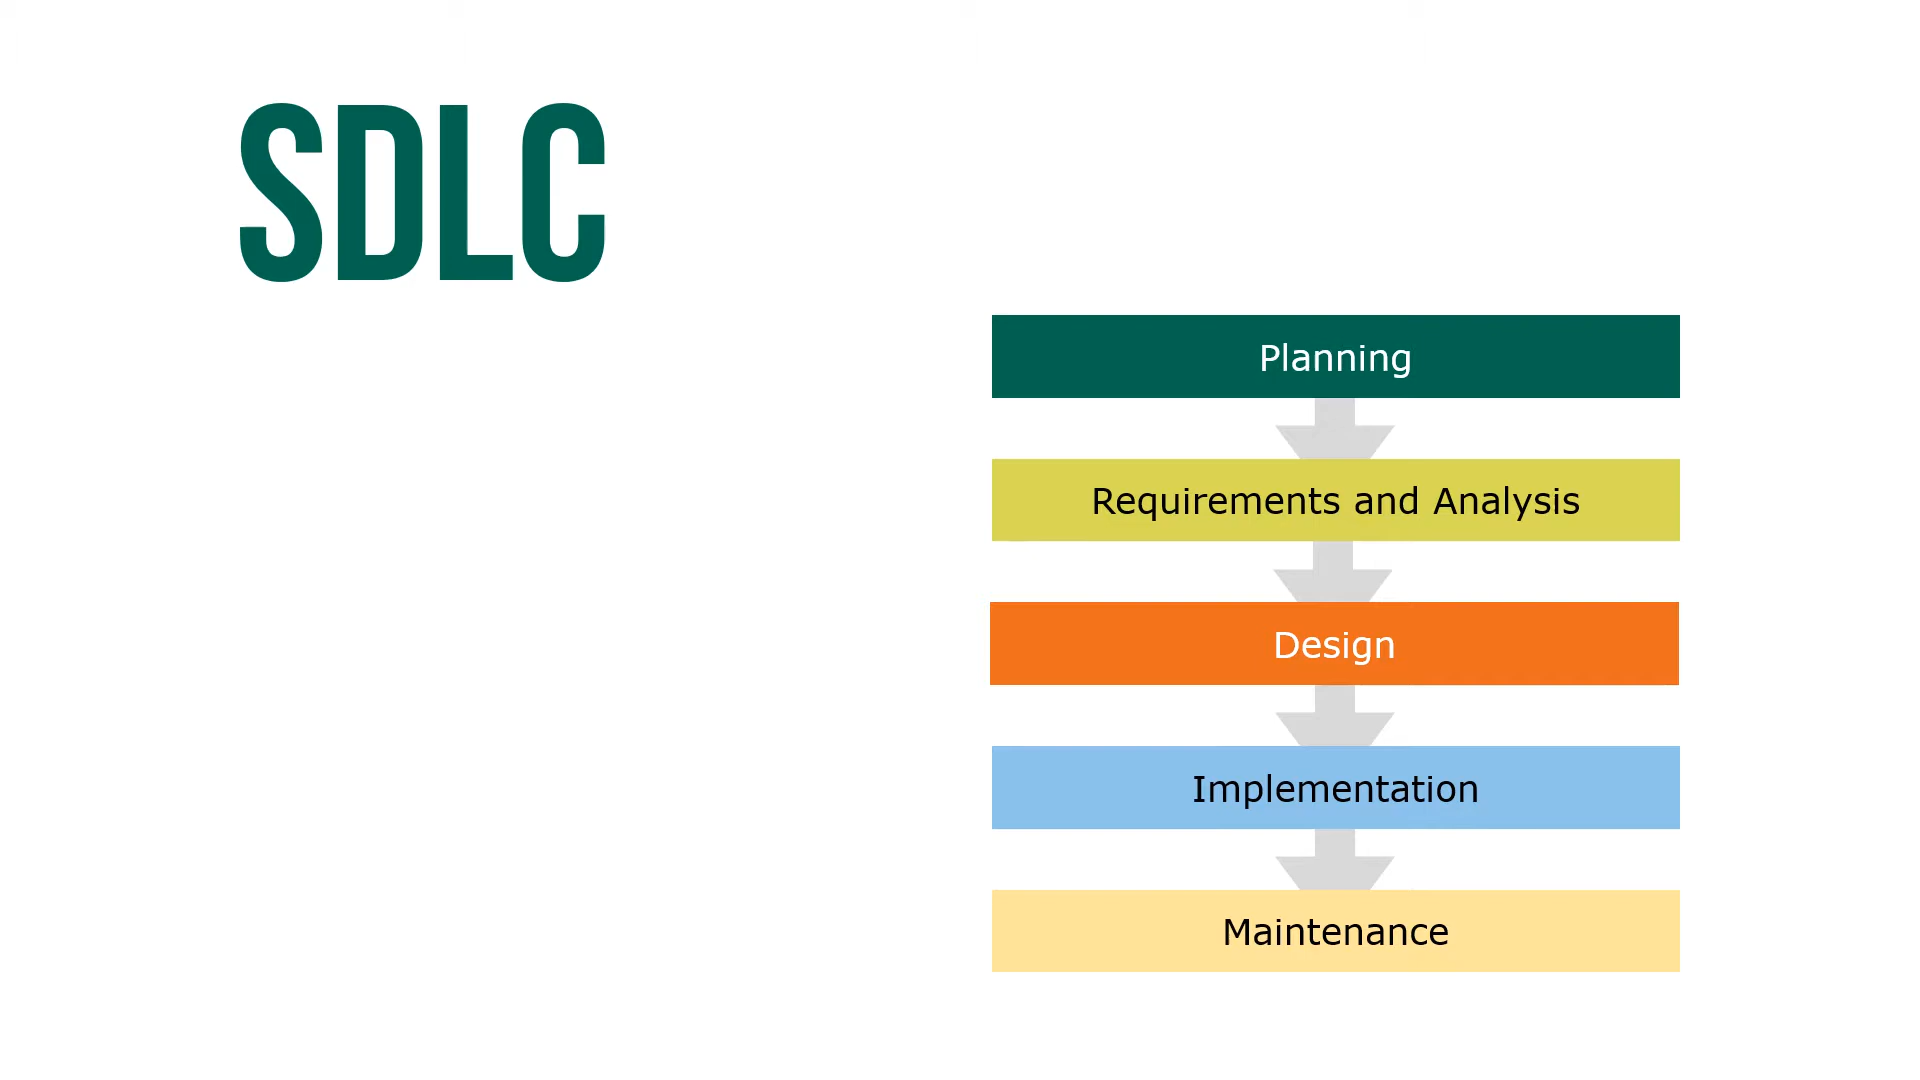 SDLC
Planning
Requirements and Analysis
Design
Implementation
Maintenance